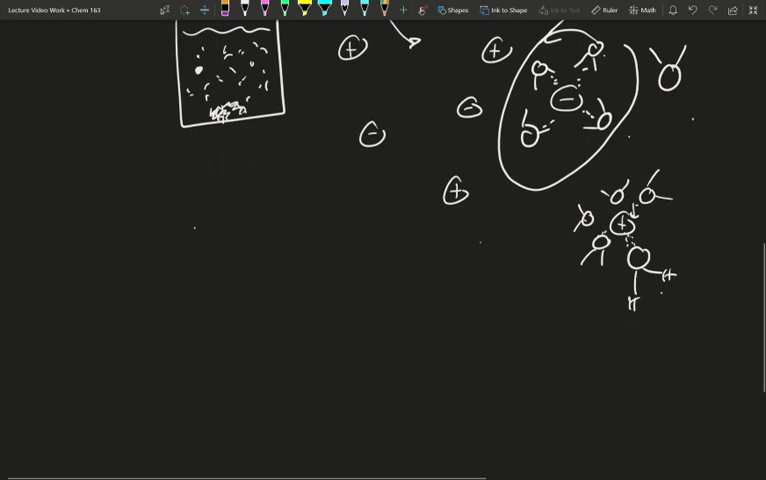 Lecture Video Work » Chem 163
Shapes
Ink to Shape
Ink to Text
Ruler
Math
+
+
−
−
−
+
+
H
H